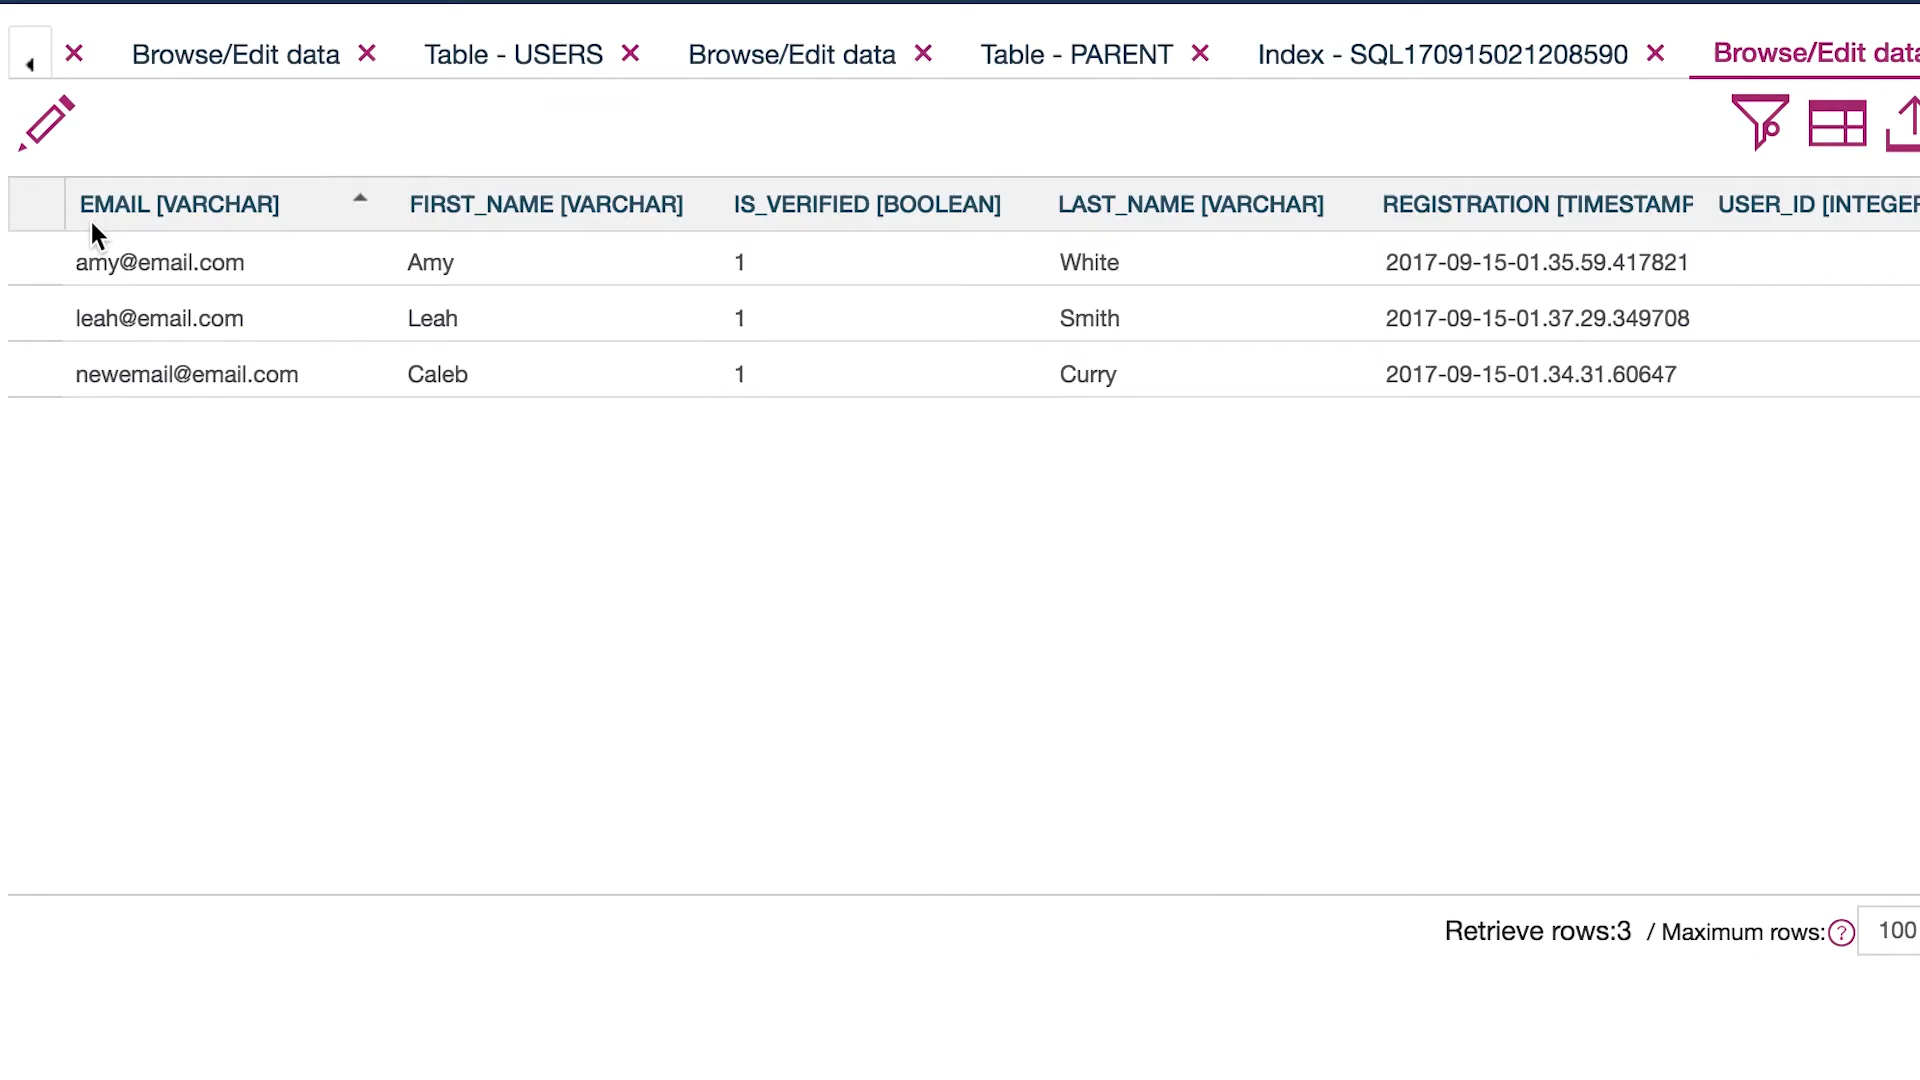 Browse/Edit data Table - USERS Browse/Edit data Table - PARENT Index - SQL170915021208590 Browse/Edit data
EMAIL [VARCHAR] FIRST_NAME [VARCHAR] IS_VERIFIED [BOOLEAN] LAST_NAME [VARCHAR] REGISTRATION [TIMESTAMP USER_ID [INTEGER
amy@email.com Amy 1 White 2017-09-15-01.35.59.417821
leah@email.com Leah 1 Smith 2017-09-15-01.37.29.349708
newemail@email.com Caleb 1 Curry 2017-09-15-01.34.31.60647
Retrieve rows:3 / Maximum rows: ? 100